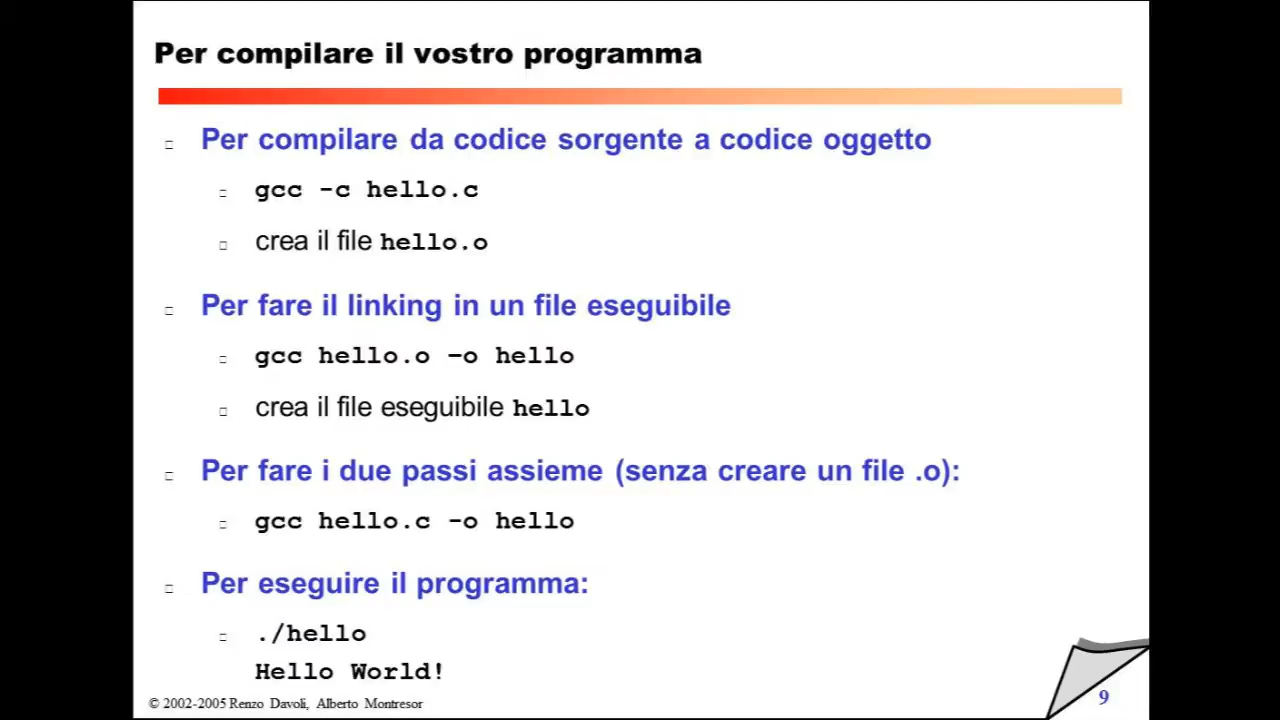 Per compilare il vostro programma
Per compilare da codice sorgente a codice oggetto
gcc -c hello.c
crea il file hello.o
Per fare il linking in un file eseguibile
gcc hello.o –o hello
crea il file eseguibile hello
Per fare i due passi assieme (senza creare un file .o):
gcc hello.c -o hello
Per eseguire il programma:
./hello
Hello World!
© 2002-2005 Renzo Davoli, Alberto Montresor
9